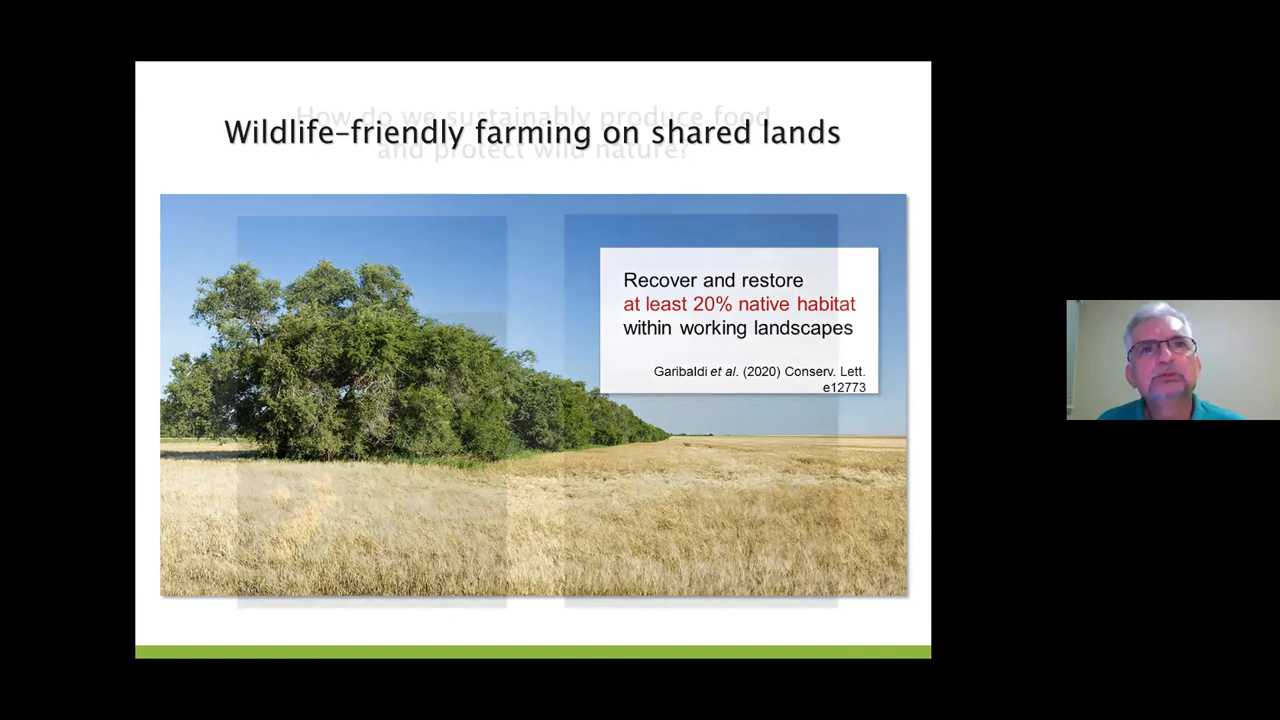 How do we sustainably produce food
and protect wild nature?
Wildlife-friendly farming on shared lands
Recover and restore
at least 20% native habitat
within working landscapes
Garibaldi et al. (2020) Conserv. Lett.
e12773